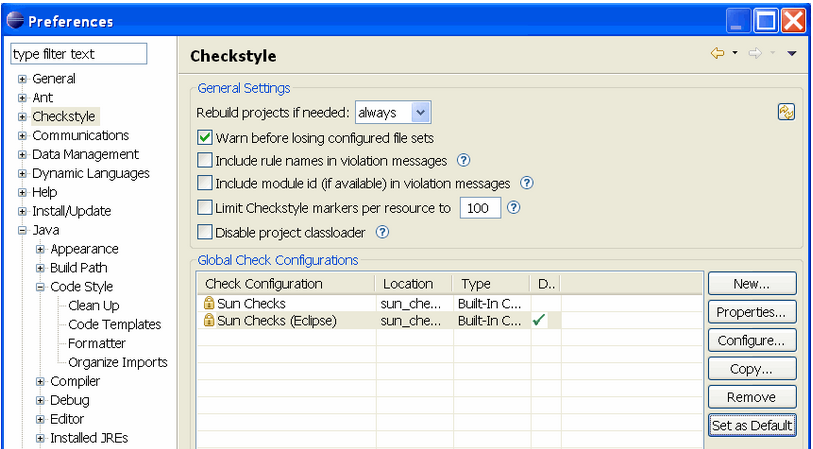 Preferences
type filter text
General
Ant
Checkstyle
Communications
Data Management
Dynamic Languages
Help
Install/Update
Java
Appearance
Build Path
Code Style
Clean Up
Code Templates
Formatter
Organize Imports
Compiler
Debug
Editor
Installed JREs
Checkstyle
General Settings
Rebuild projects if needed: always
Warn before losing configured file sets
Include rule names in violation messages
Include module id (if available) in violation messages
Limit Checkstyle markers per resource to 100
Disable project classloader
Global Check Configurations
Check Configuration Location Type D..
Sun Checks sun_che... Built-In C...
Sun Checks (Eclipse) sun_che... Built-In C...
New...
Properties...
Configure...
Copy...
Remove
Set as Default